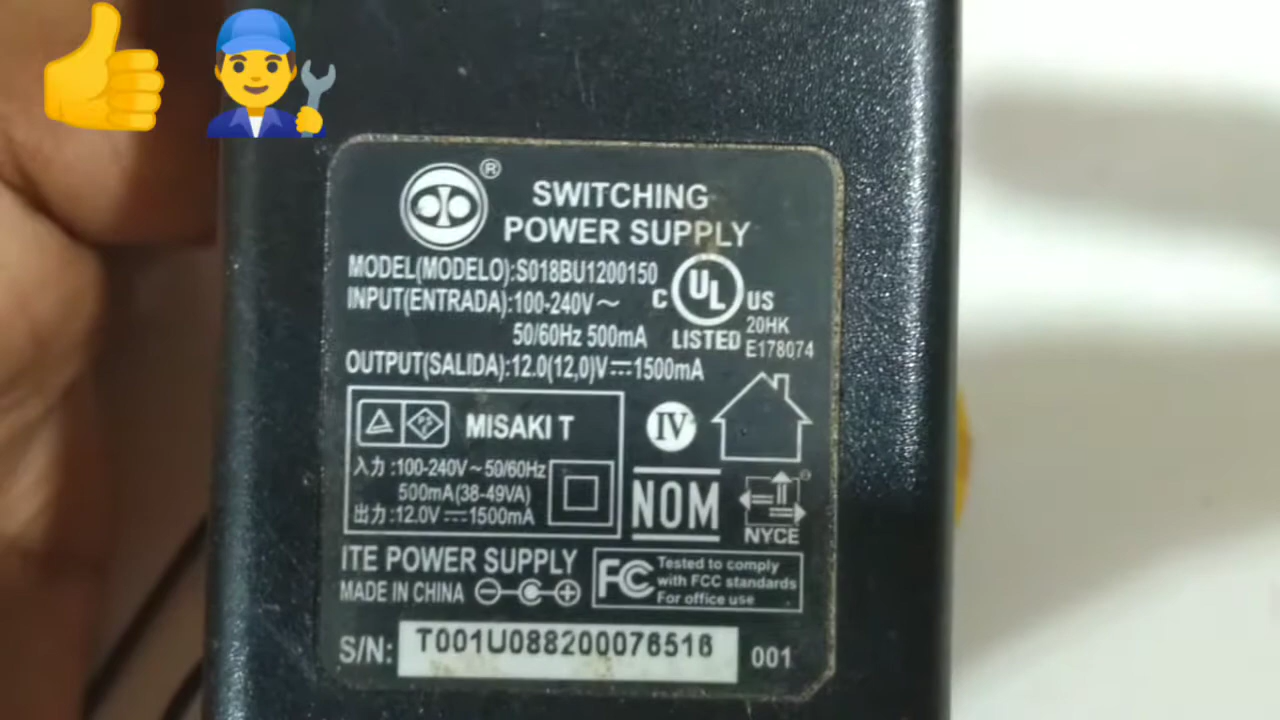 ®
SWITCHING
POWER SUPPLY
MODEL(MODELO):S018BU1200150
INPUT(ENTRADA):100-240V~
50/60Hz 500mA
C UL US
LISTED 20HK
E178074
OUTPUT(SALIDA):12.0(12,0)V⎓1500mA
PS
E
MISAKI T
入力:100-240V~50/60Hz
500mA(38-49VA)
出力:12.0V⎓1500mA
IV
NOM
NYCE
ITE POWER SUPPLY
MADE IN CHINA
FC Tested to comply
with FCC standards
For office use
S/N: T001U088200076516 001